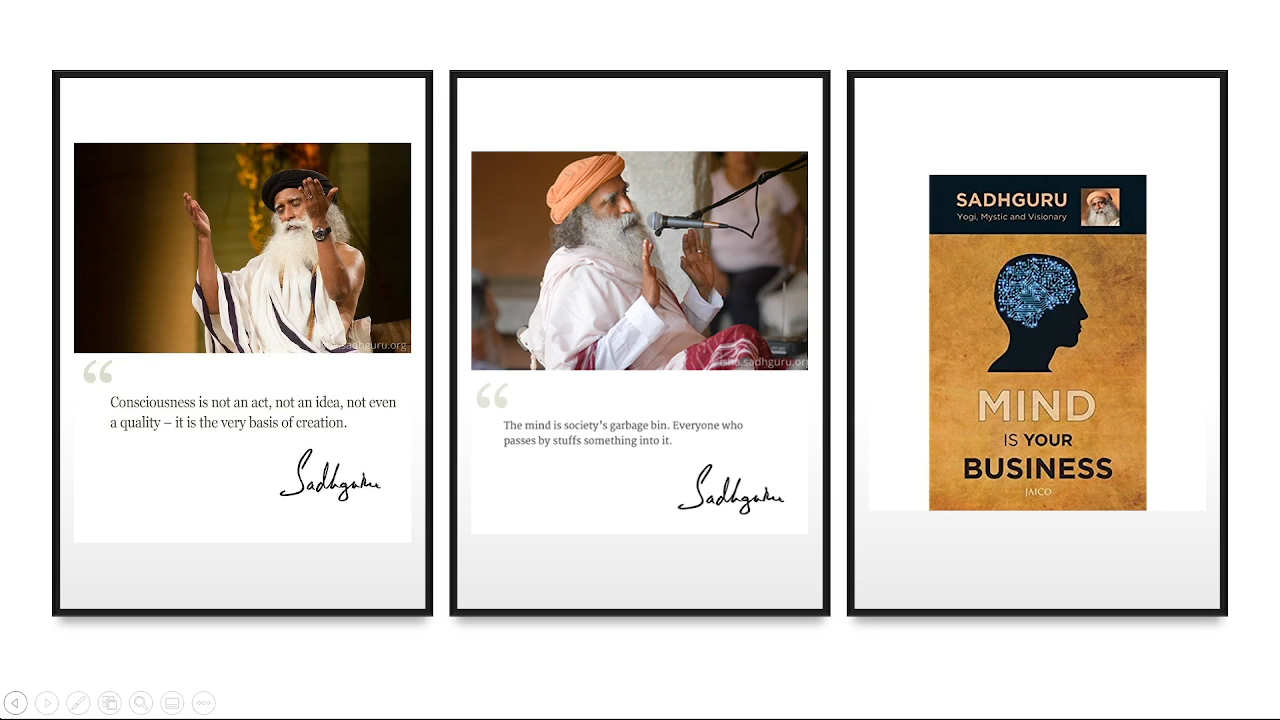 isha.sadhguru.org
“
Consciousness is not an act, not an idea, not even
a quality – it is the very basis of creation.
Sadhguru
isha.sadhguru.org
“
The mind is society's garbage bin. Everyone who
passes by stuffs something into it.
Sadhguru
SADHGURU
Yogi, Mystic and Visionary
MIND
IS YOUR
BUSINESS
JAICO